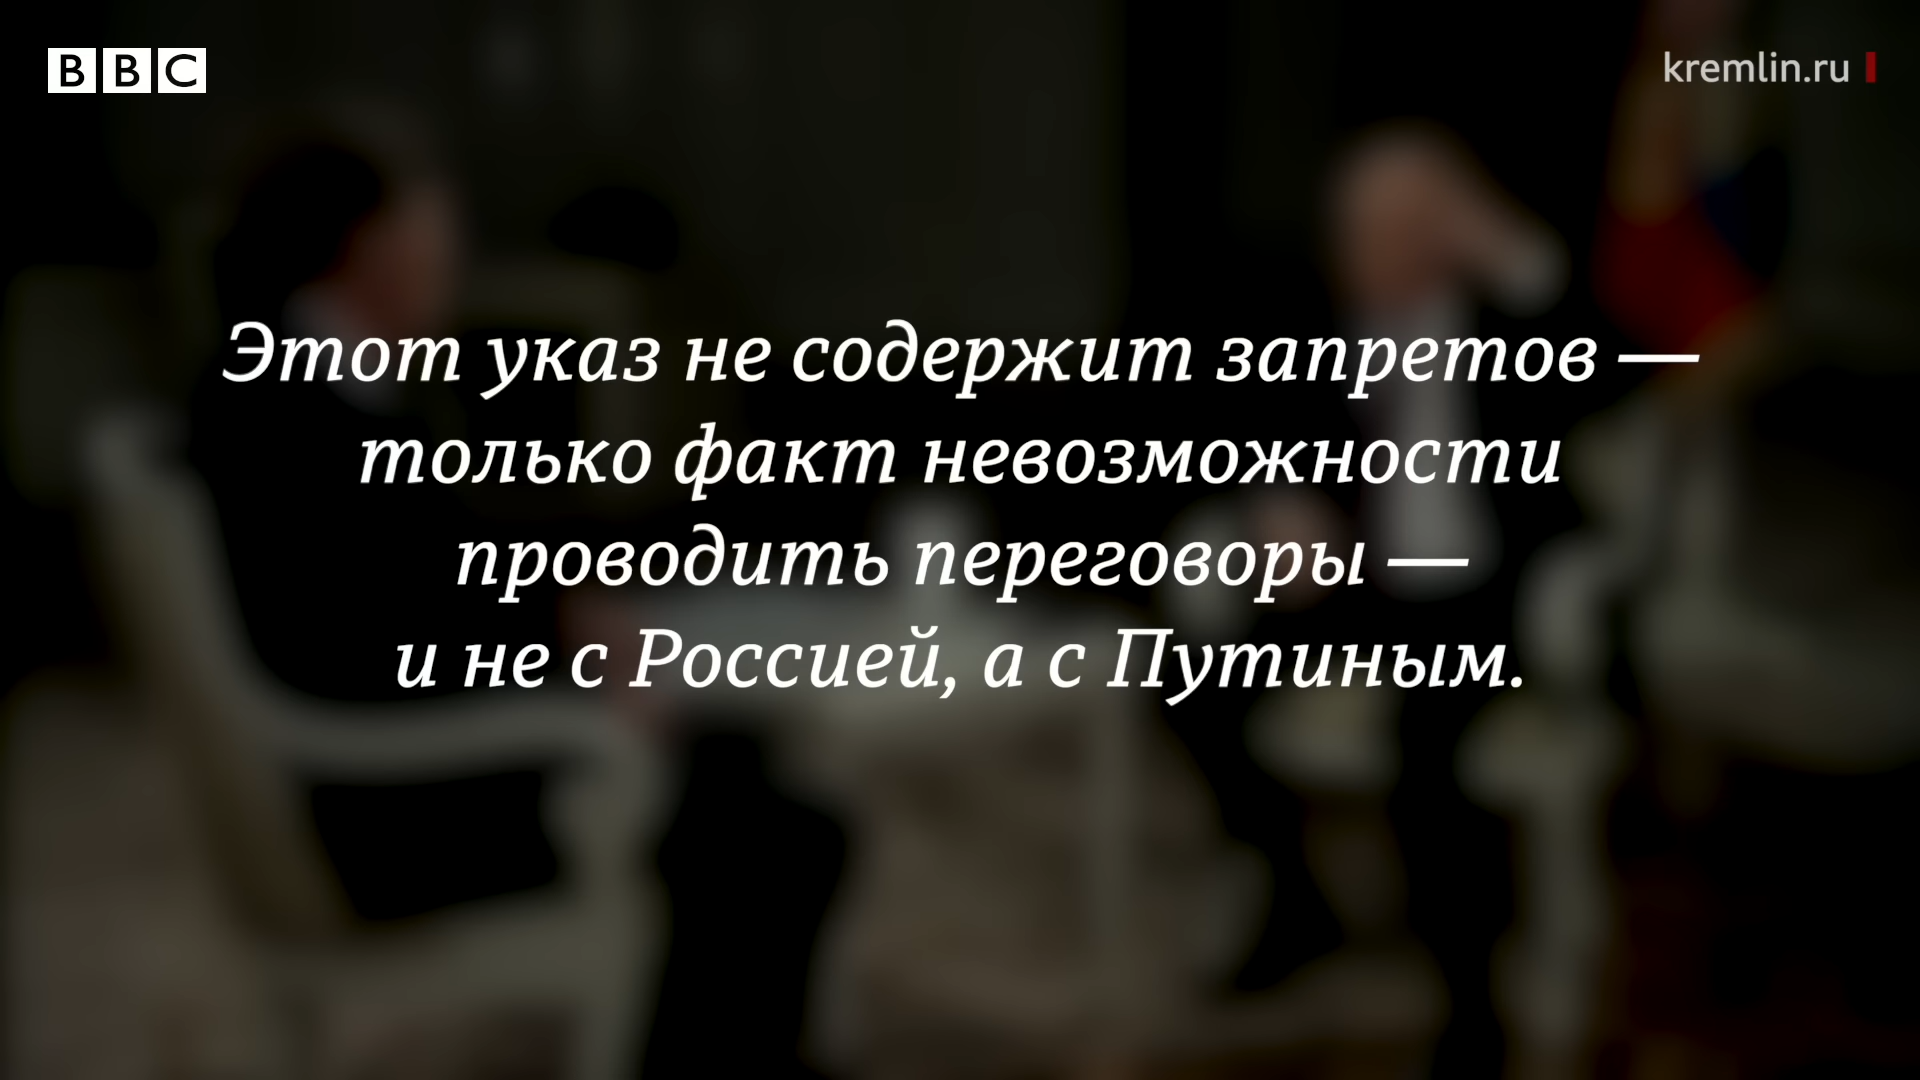 BBC
kremlin.ru
Этот указ не содержит запретов —
только факт невозможности
проводить переговоры —
и не с Россией, а с Путиным.